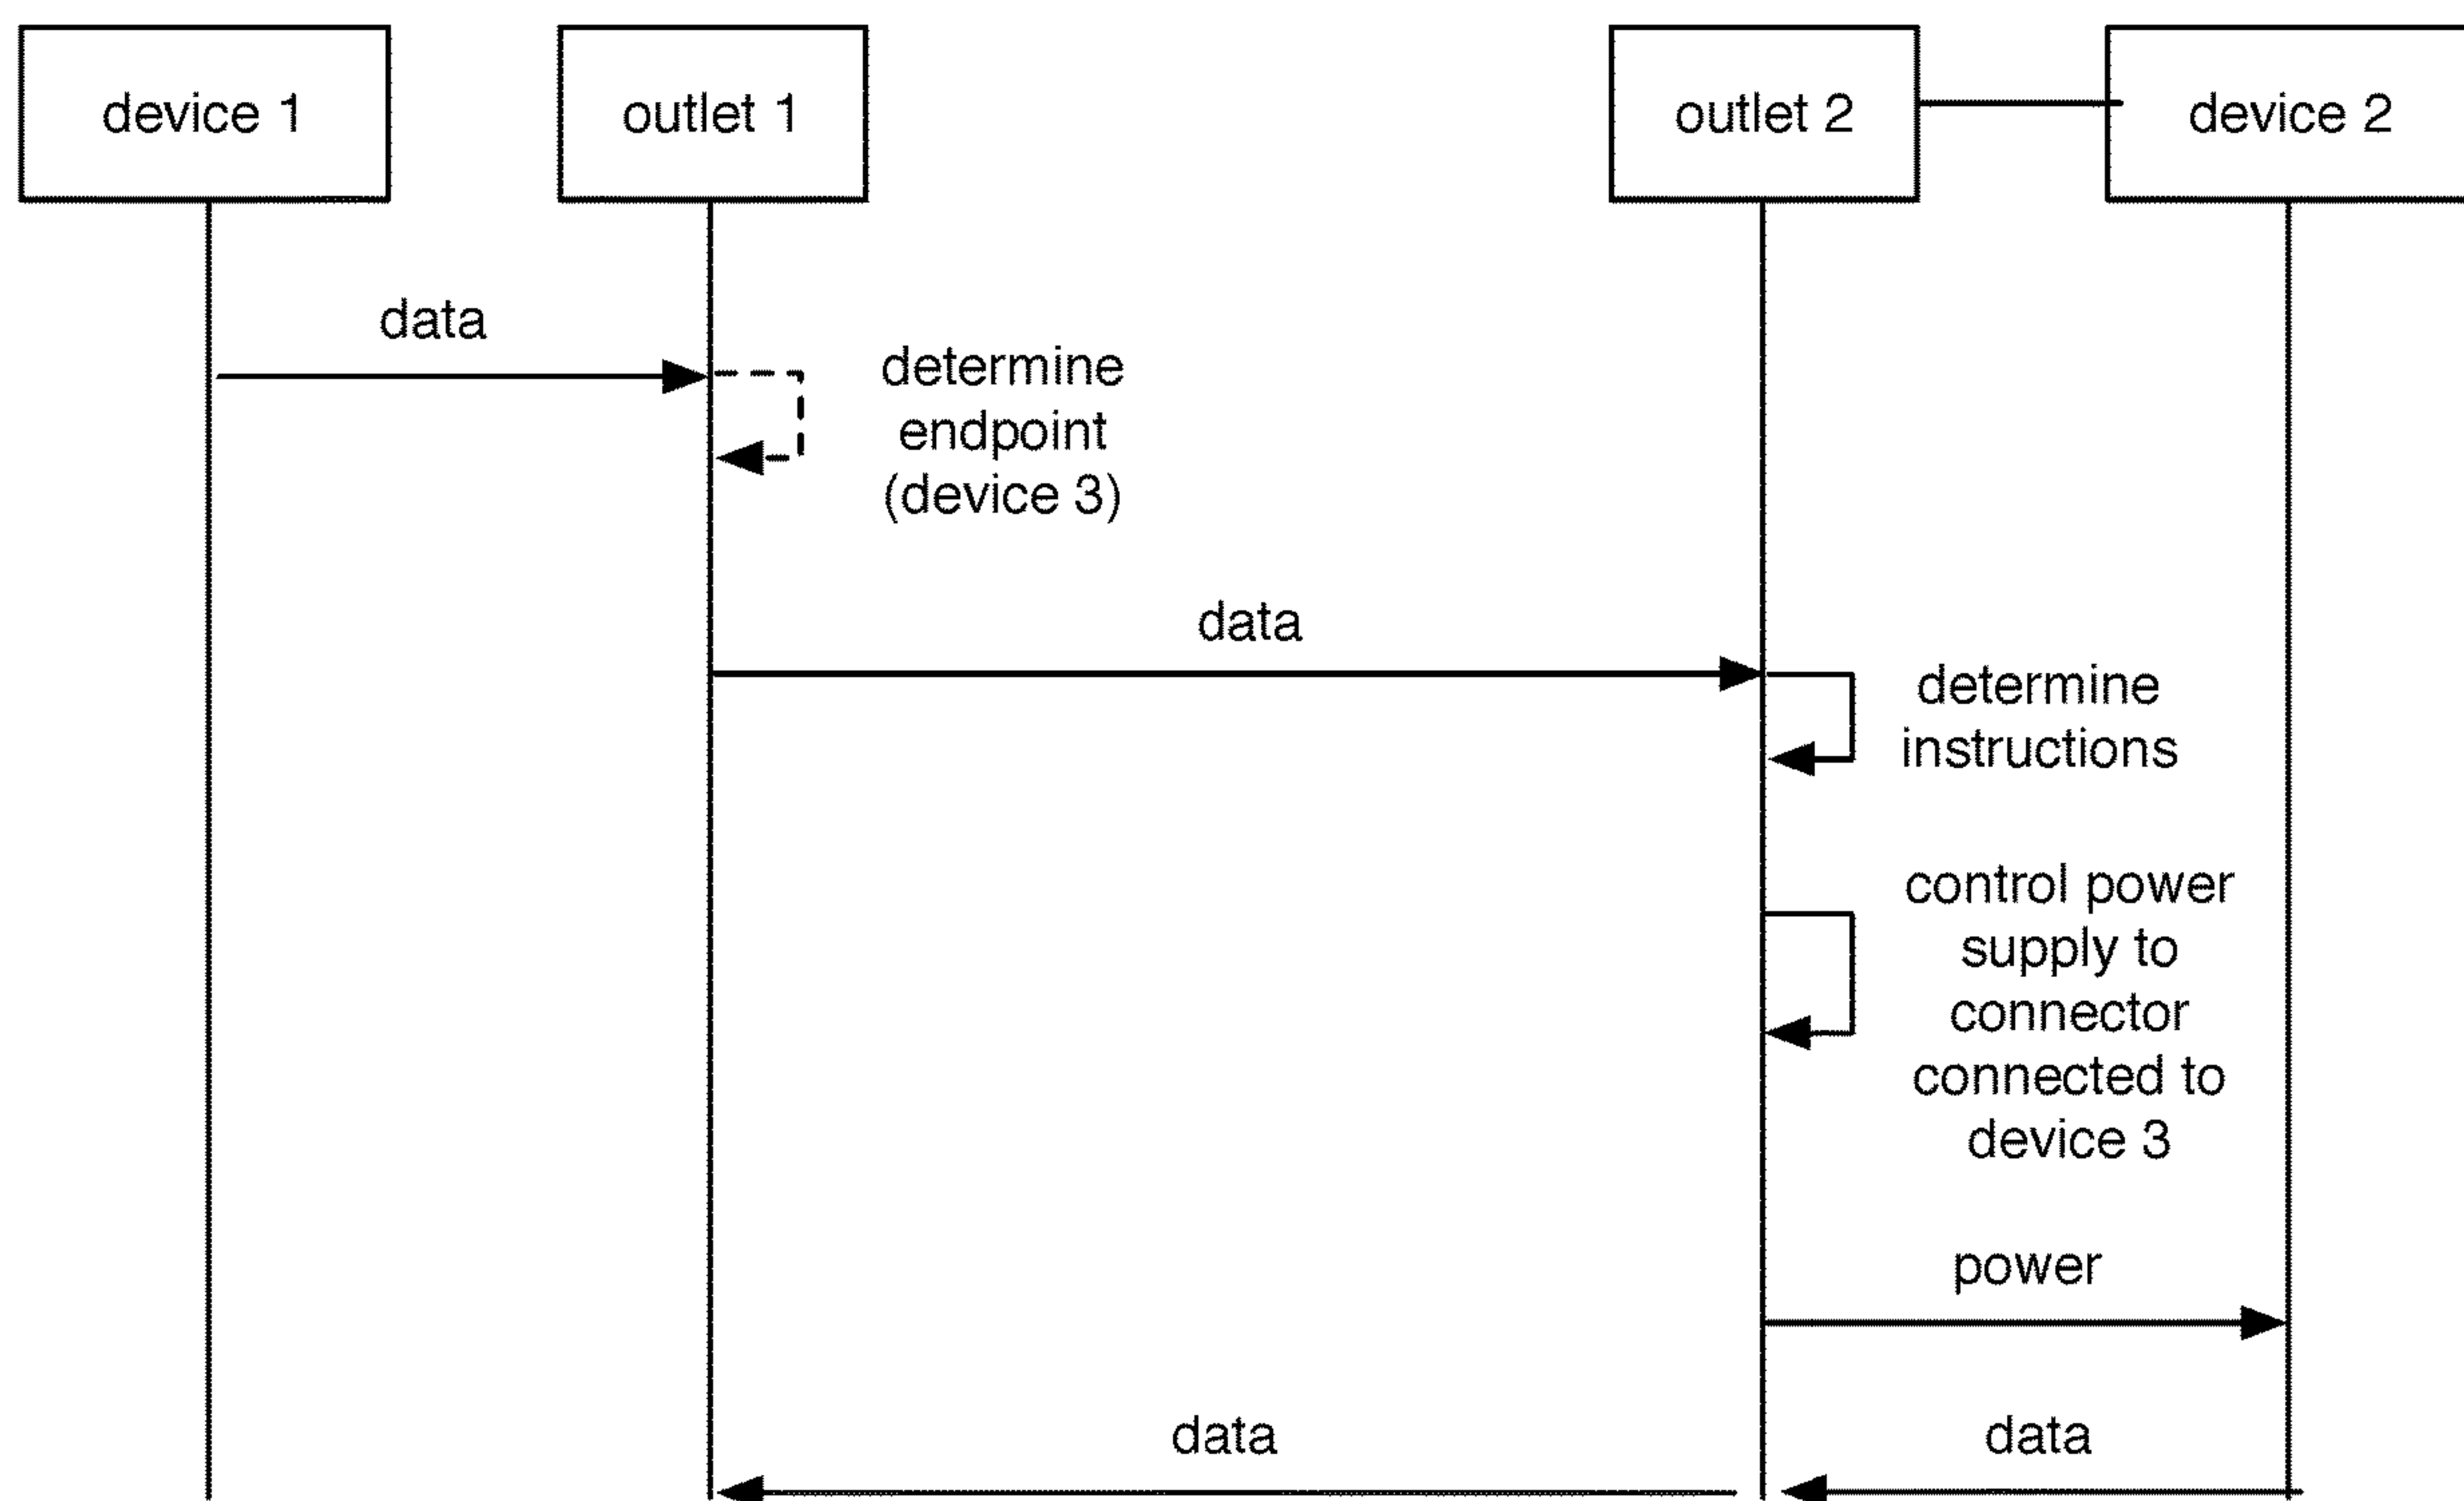 device 1
outlet 1
outlet 2
device 2
data
determine
endpoint
(device 3)
data
determine
instructions
control power
supply to
connector
connected to
device 3
power
data
data